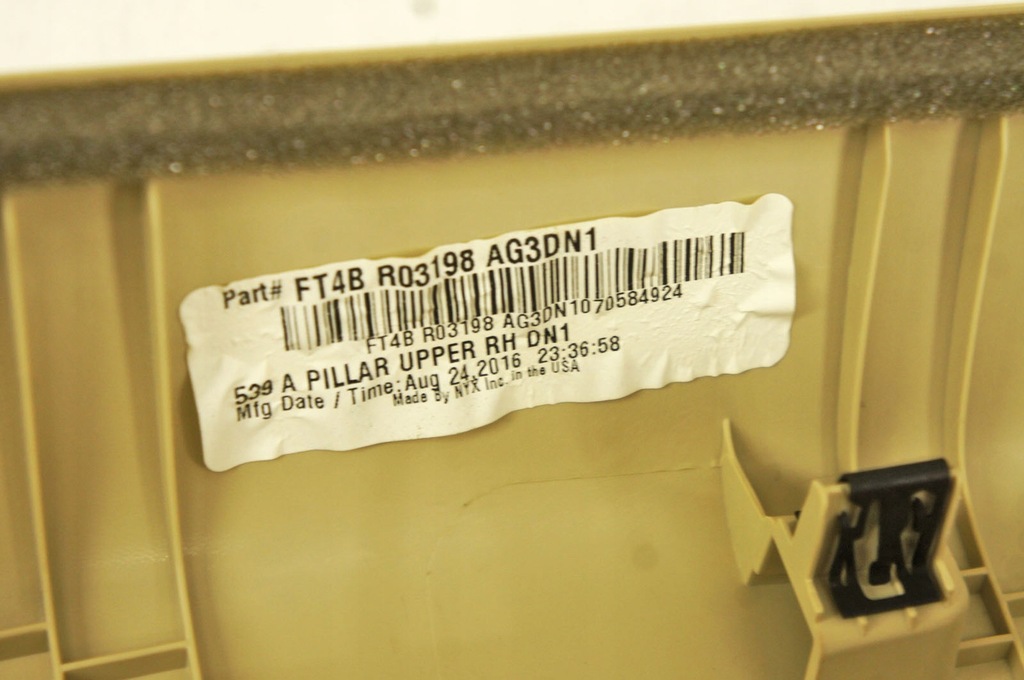 Part# FT4B R03198 AG3DN1
FT4B R03198 AG3DN1070584924
539 A PILLAR UPPER RH DN1
Mfg Date / Time: Aug 24,2016 23:36:58
Made by NYX Inc. in the USA